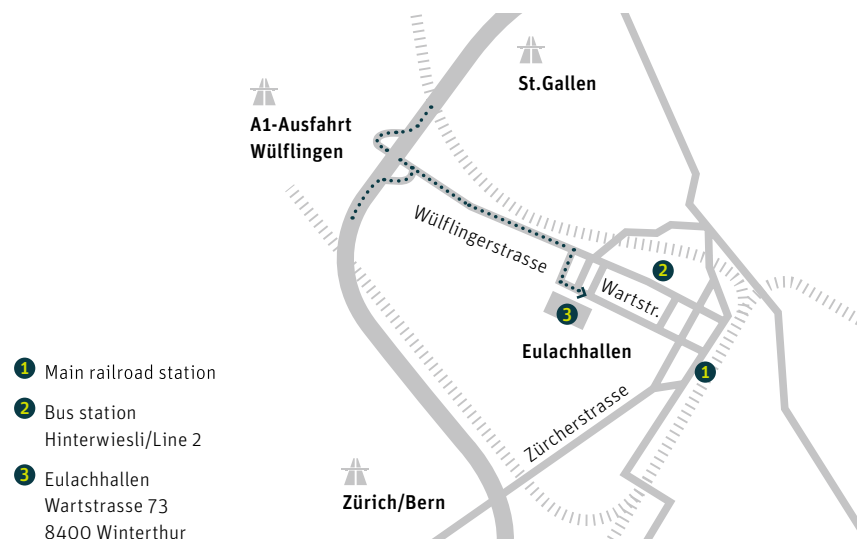 St.Gallen
A1-Ausfahrt
Wülflingen
Wülflingerstrasse
2
Wartstr.
3
Eulachhallen
1
Zürcherstrasse
Zürich/Bern
1 Main railroad station
2 Bus station
Hinterwiesli/Line 2
3 Eulachhallen
Wartstrasse 73
8400 Winterthur